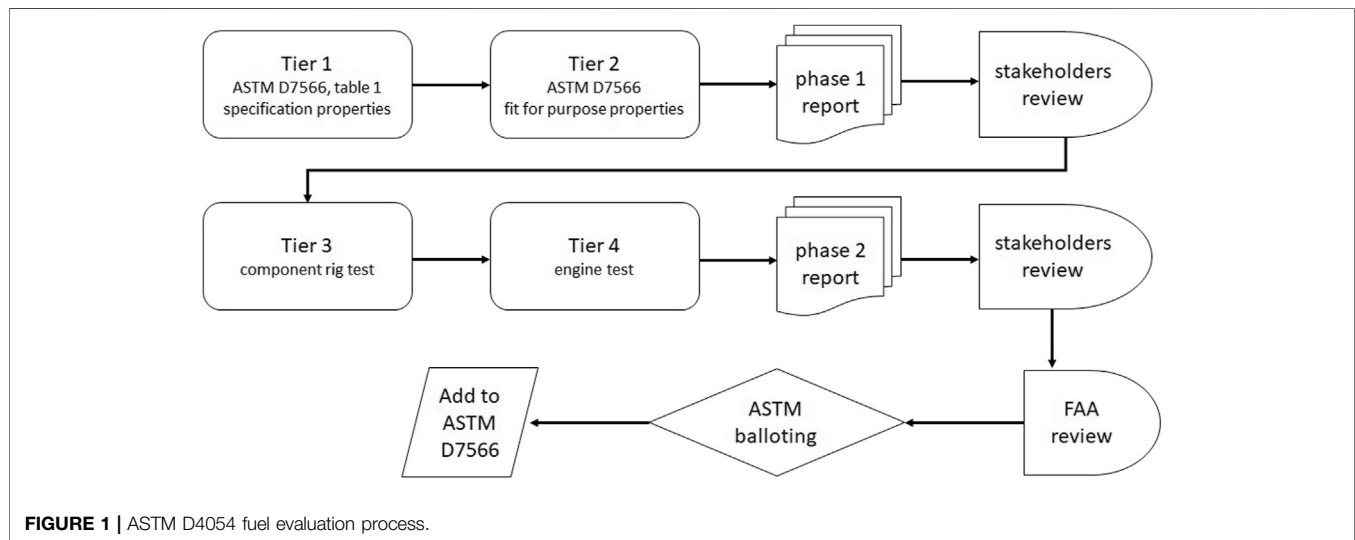 Tier 1
ASTM D7566, table 1
specification properties
Tier 2
ASTM D7566
fit for purpose properties
phase 1
report
stakeholders
review
Tier 3
component rig test
Tier 4
engine test
phase 2
report
stakeholders
review
FAA
review
ASTM
balloting
Add to
ASTM
D7566
FIGURE 1 | ASTM D4054 fuel evaluation process.